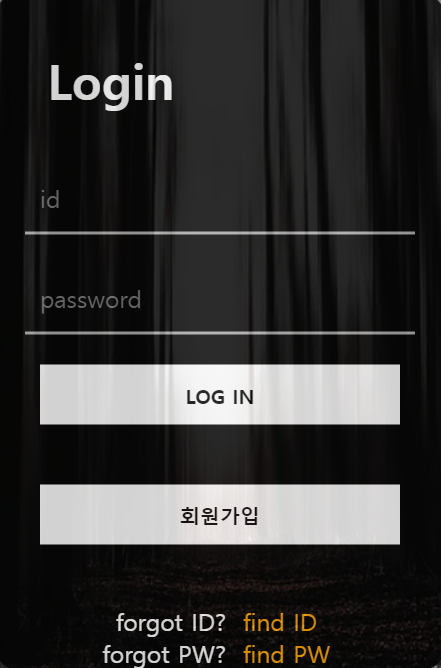 Login
id
password
LOG IN
회원가입
forgot ID? find ID
forgot PW? find PW